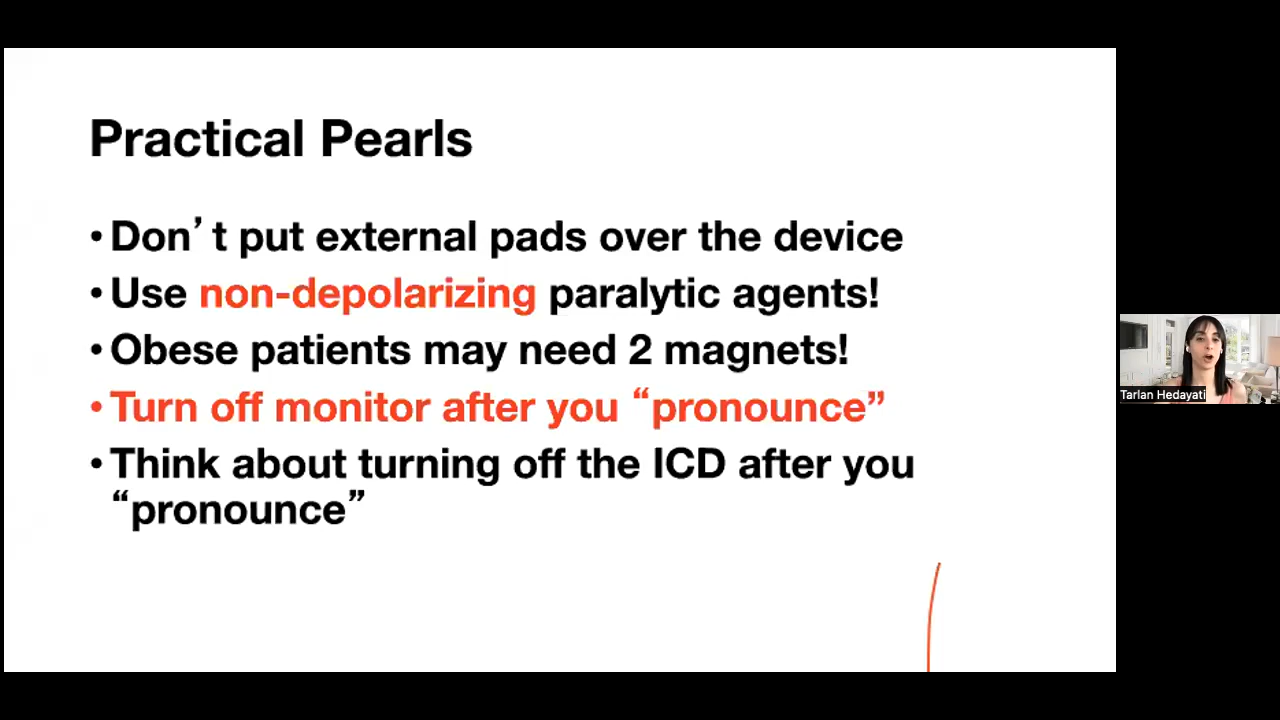 Practical Pearls
• Don’t put external pads over the device
• Use non-depolarizing paralytic agents!
• Obese patients may need 2 magnets!
• Turn off monitor after you “pronounce”
• Think about turning off the ICD after you
“pronounce”
Tarlan Hedayati